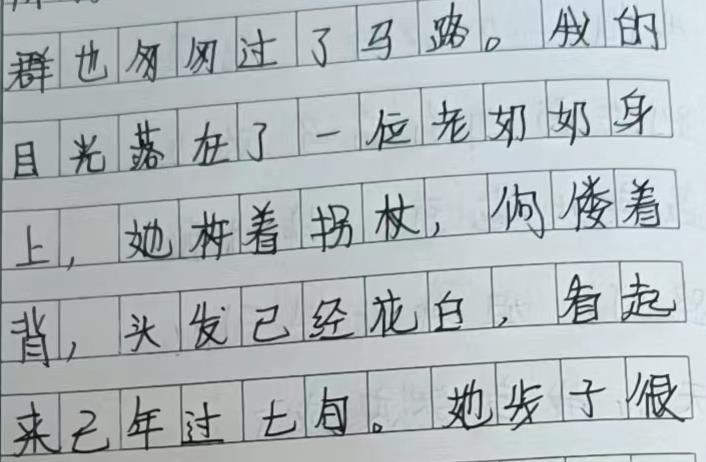 群也匆匆过了马路。我的
目光落在了一位老奶奶身
上，她拄着拐杖，佝偻着
背，头发已经花白，看起
来已年过七旬。她步子很